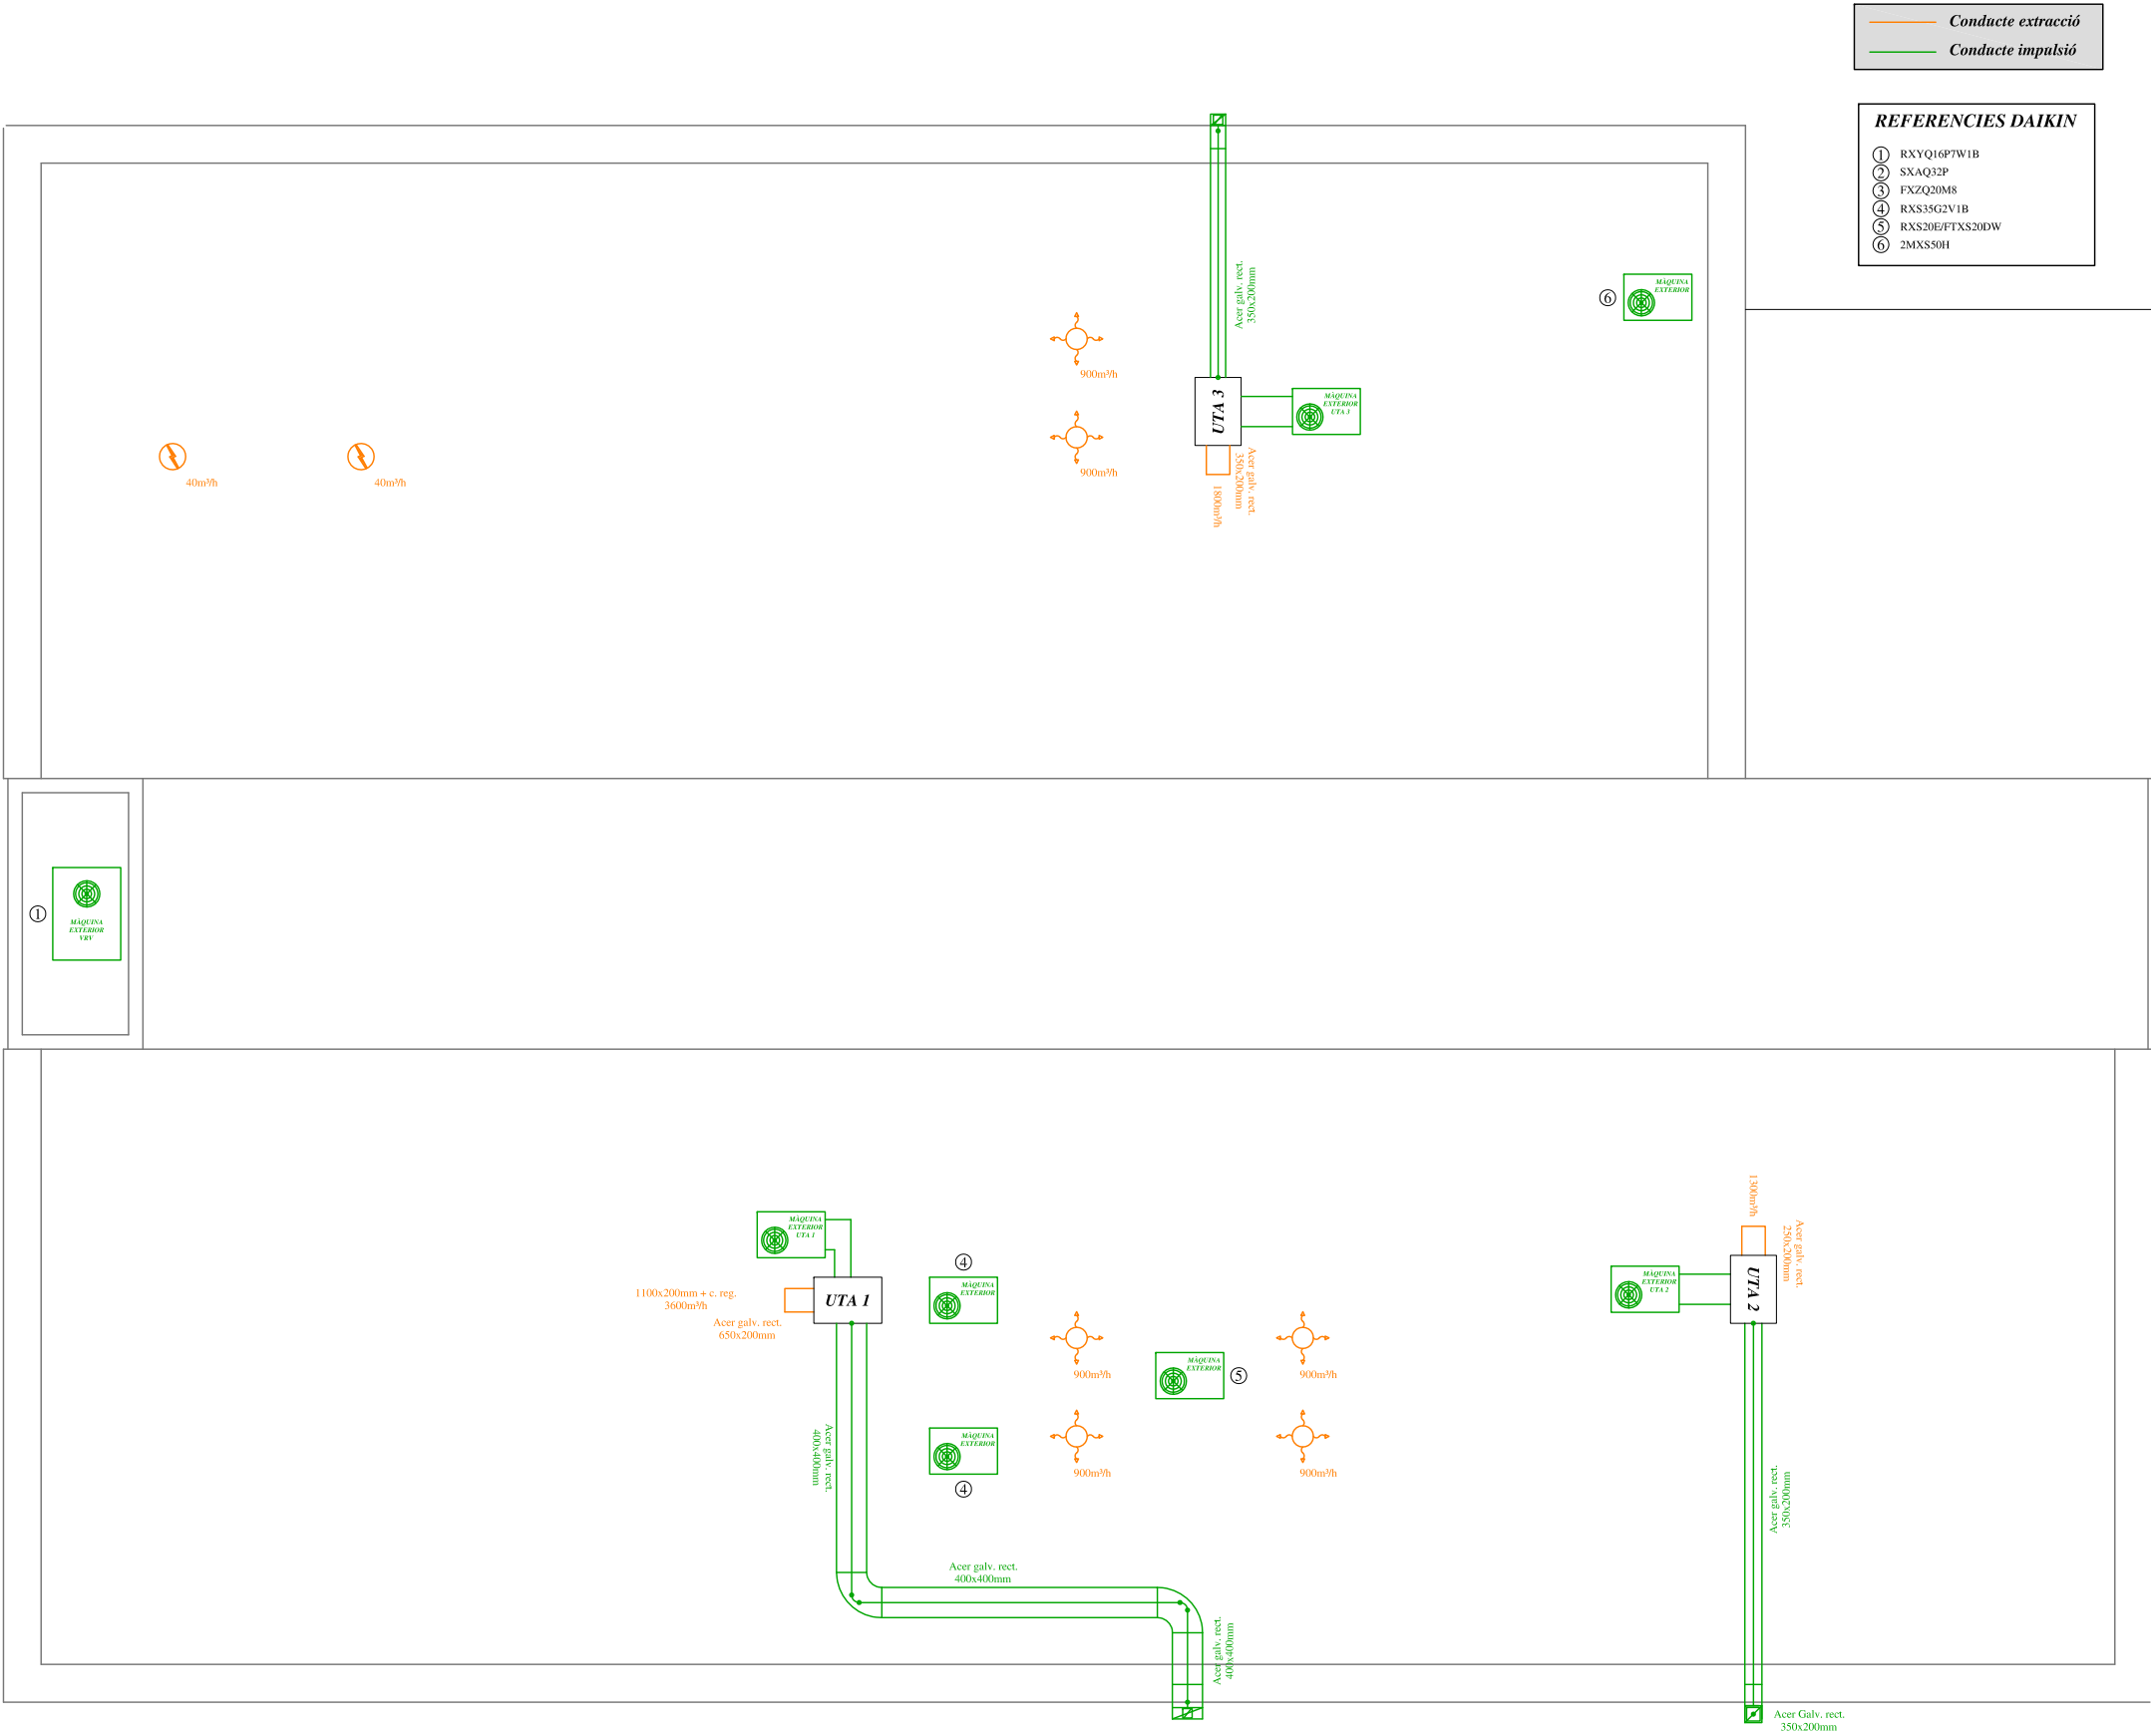 Conducte extracció
Conducte impulsió
REFERENCIES DAIKIN
1 RXYQ16P7W1B
2 SXAQ32P
3 FXZQ20M8
4 RXS35G2V1B
5 RXS20E/FTXS20DW
6 2MXS50H
Acer galv. rect.
350x200mm
6
MÀQUINA
EXTERIOR
900m³/h
900m³/h
UTA 3
MÀQUINA
EXTERIOR
UTA 3
Acer galv. rect.
350x200mm
1800m³/h
40m³/h
40m³/h
1
MÀQUINA
EXTERIOR
VRV
MÀQUINA
EXTERIOR
UTA 1
1100x200mm + c. reg.
3600m³/h
Acer galv. rect.
650x200mm
UTA 1
4
MÀQUINA
EXTERIOR
900m³/h
MÀQUINA
EXTERIOR
5
900m³/h
1300m³/h
Acer galv. rect.
250x200mm
MÀQUINA
EXTERIOR
UTA 2
UTA 2
Acer galv. rect.
400x400mm
MÀQUINA
EXTERIOR
4
900m³/h
900m³/h
Acer galv. rect.
350x200mm
Acer galv. rect.
400x400mm
Acer galv. rect.
400x400mm
Acer Galv. rect.
350x200mm